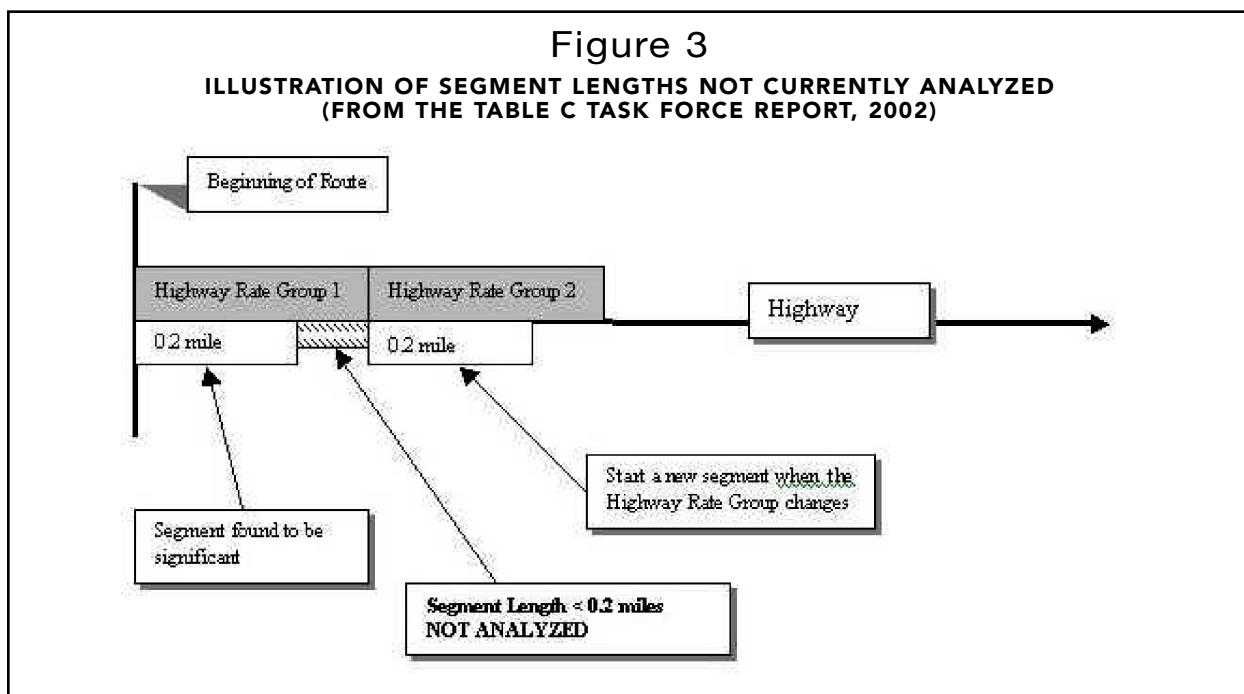 Figure 3
ILLUSTRATION OF SEGMENT LENGTHS NOT CURRENTLY ANALYZED
(FROM THE TABLE C TASK FORCE REPORT, 2002)
Beginning of Route
Highway Rate Group 1
Highway Rate Group 2
Highway
0.2 mile
0.2 mile
Start a new segment when the
Highway Rate Group changes
Segment found to be
significant
Segment Length < 0.2 miles
NOT ANALYZED